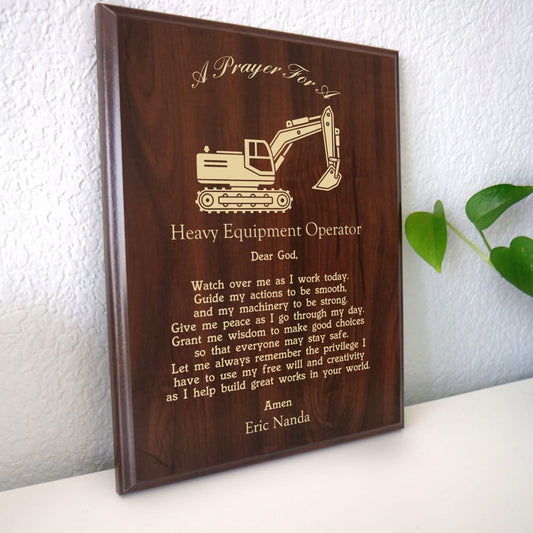 A Prayer For A
Heavy Equipment Operator
Dear God,
Watch over me as I work today.
Guide my actions to be smooth,
and my machinery to be strong.
Give me peace as I go through my day.
Grant me wisdom to make good choices
so that everyone may stay safe.
Let me always remember the privilege I
have to use my free will and creativity
as I help build great works in your world.
Amen
Eric Nanda